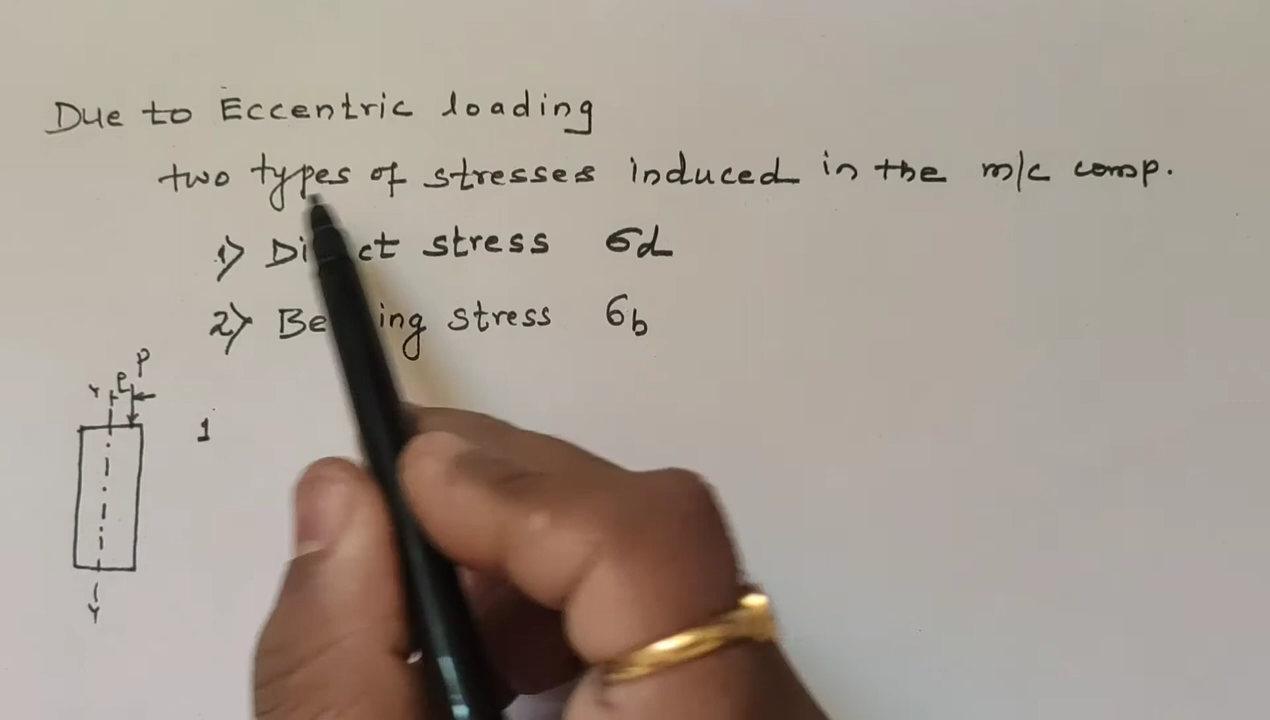 Due to Eccentric loading
two types of stresses induced in the m/c comp.
1) Di ct stress σd
2) Be ing stress σb
P
Y e
1
Y